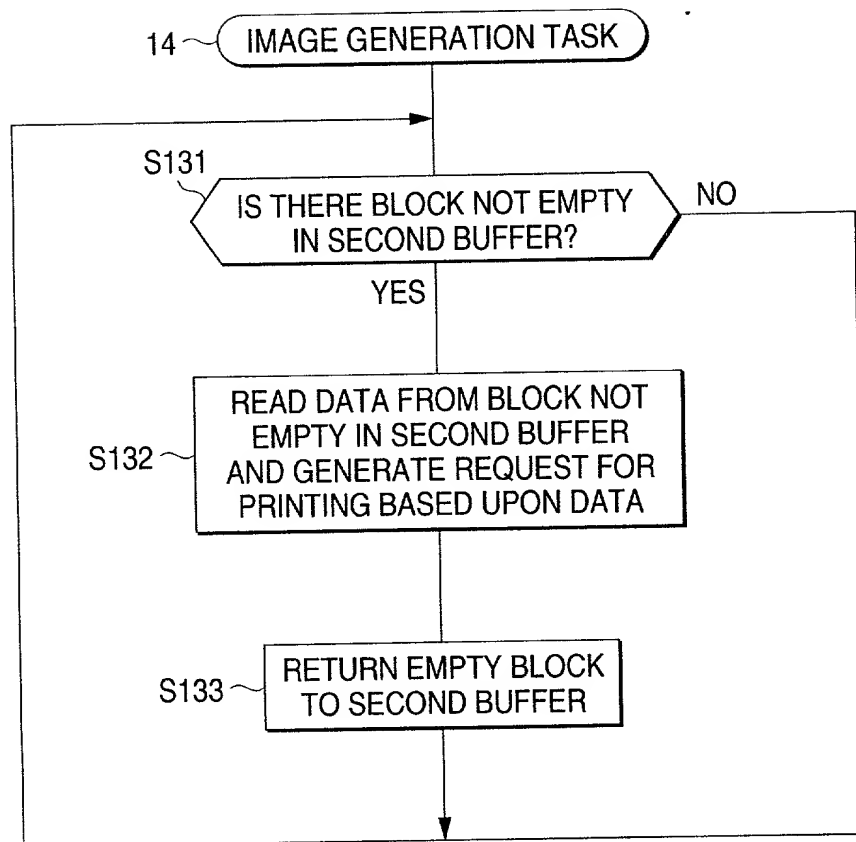 14
IMAGE GENERATION TASK
S131
IS THERE BLOCK NOT EMPTY
IN SECOND BUFFER?
NO
YES
S132
READ DATA FROM BLOCK NOT
EMPTY IN SECOND BUFFER
AND GENERATE REQUEST FOR
PRINTING BASED UPON DATA
S133
RETURN EMPTY BLOCK
TO SECOND BUFFER